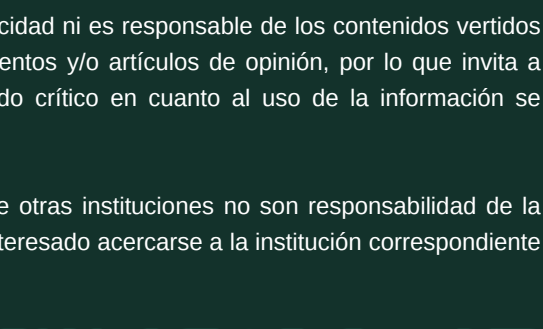 cidad ni es responsable de los contenidos vertidos
entos y/o artículos de opinión, por lo que invita a
do crítico en cuanto al uso de la información se
e otras instituciones no son responsabilidad de la
teresado acercarse a la institución correspondiente